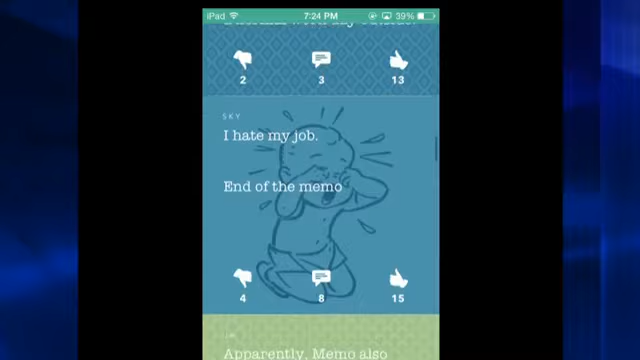 iPad 7:24 PM 39%
2 3 13
SKY
I hate my job.
End of the memo
4 8 15
Apparently, Memo also